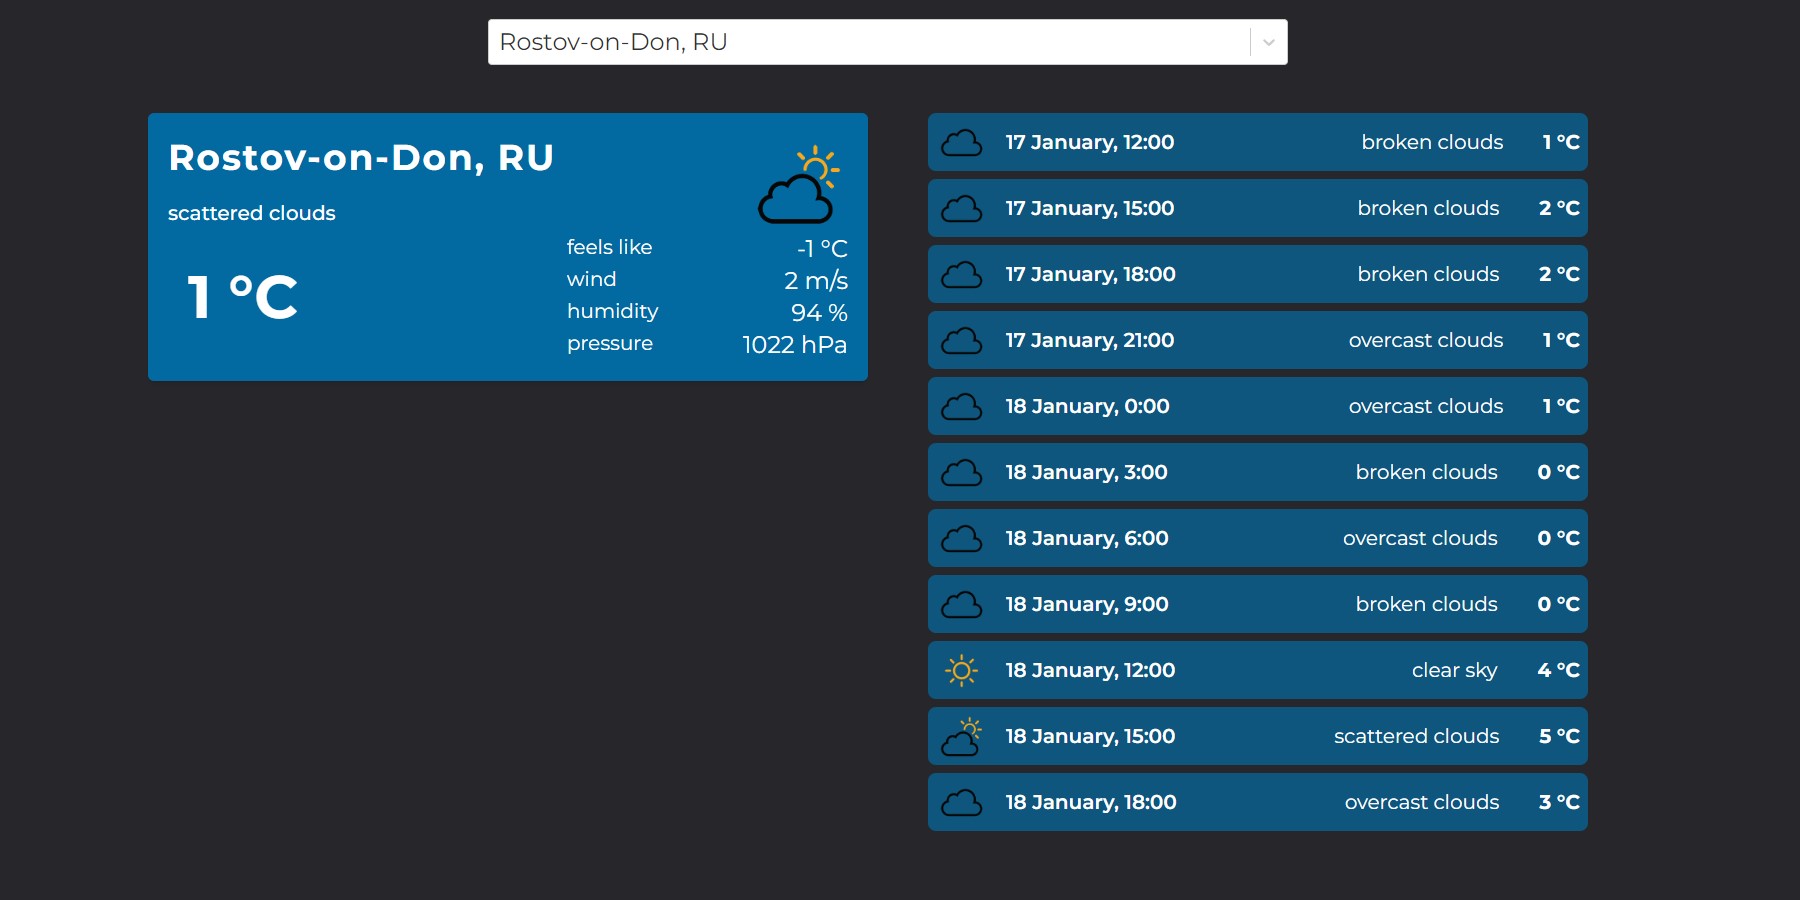 Rostov-on-Don, RU
Rostov-on-Don, RU
scattered clouds
1 °C
feels like -1 °C
wind 2 m/s
humidity 94 %
pressure 1022 hPa
17 January, 12:00 broken clouds 1 °C
17 January, 15:00 broken clouds 2 °C
17 January, 18:00 broken clouds 2 °C
17 January, 21:00 overcast clouds 1 °C
18 January, 0:00 overcast clouds 1 °C
18 January, 3:00 broken clouds 0 °C
18 January, 6:00 overcast clouds 0 °C
18 January, 9:00 broken clouds 0 °C
18 January, 12:00 clear sky 4 °C
18 January, 15:00 scattered clouds 5 °C
18 January, 18:00 overcast clouds 3 °C